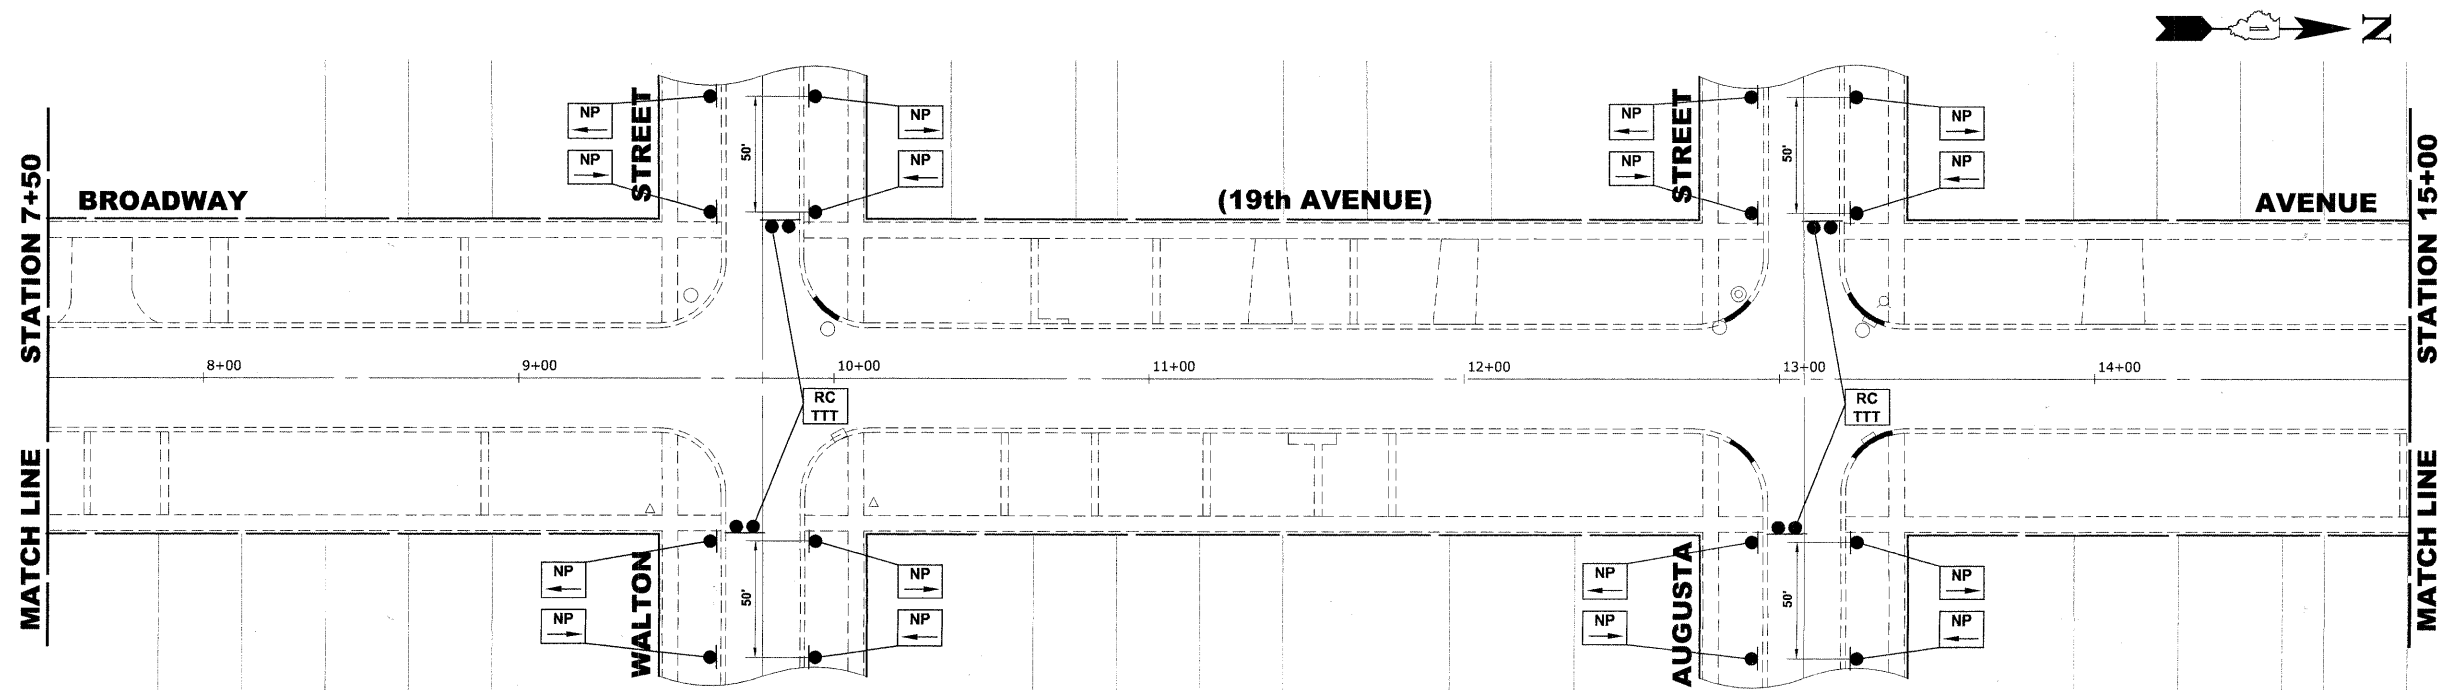 N
STATION 7+50
MATCH LINE
BROADWAY
(19th AVENUE)
AVENUE
STATION 15+00
MATCH LINE
STREET
NP
NP
NP
NP
50'
STREET
NP
NP
NP
NP
50'
8+00
9+00
10+00
11+00
12+00
13+00
14+00
RC
TTT
RC
TTT
WALTON
NP
NP
NP
NP
50'
AUGUSTA
NP
NP
NP
NP
50'